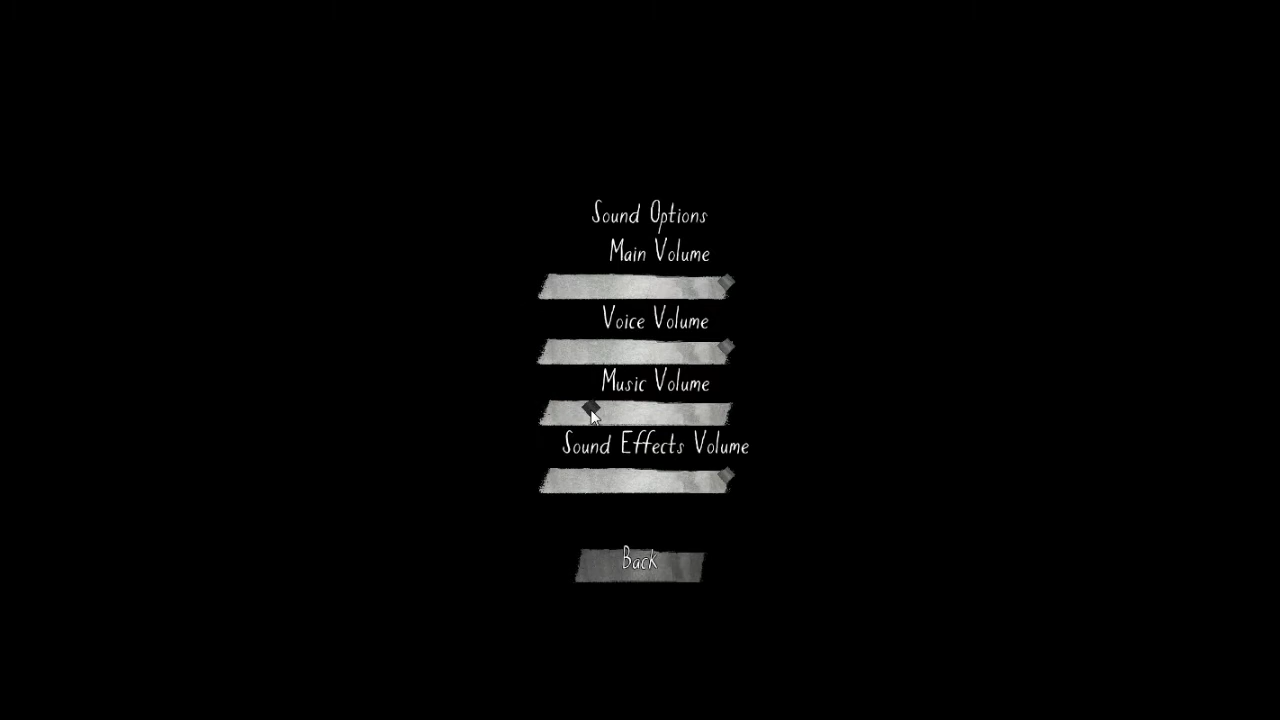 Sound Options
Main Volume
Voice Volume
Music Volume
Sound Effects Volume
Back